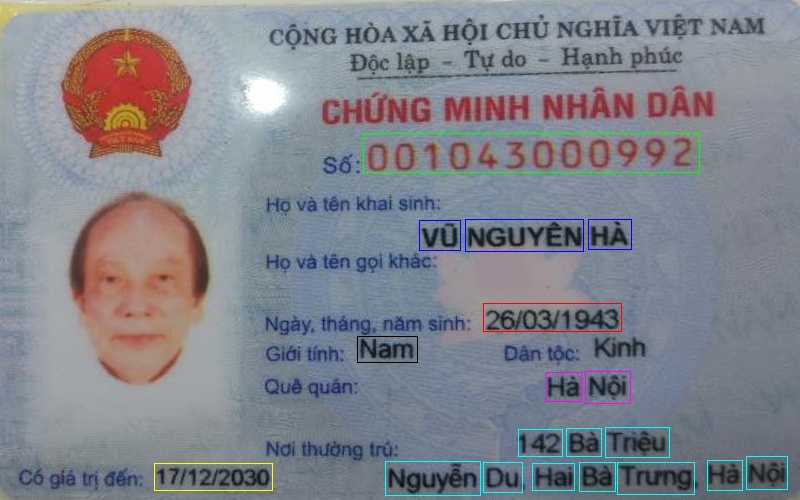 CỘNG HÒA XÃ HỘI CHỦ NGHĨA VIỆT NAM
Độc lập - Tự do - Hạnh phúc
CHỨNG MINH NHÂN DÂN
Số: 001043000992
Họ và tên khai sinh:
VŨ NGUYÊN HÀ
Họ và tên gọi khác:
Ngày, tháng, năm sinh: 26/03/1943
Giới tính: Nam Dân tộc: Kinh
Quê quán: Hà Nội
Nơi thường trú: 142 Bà Triệu
Có giá trị đến: 17/12/2030 Nguyễn Du, Hai Bà Trưng, Hà Nội